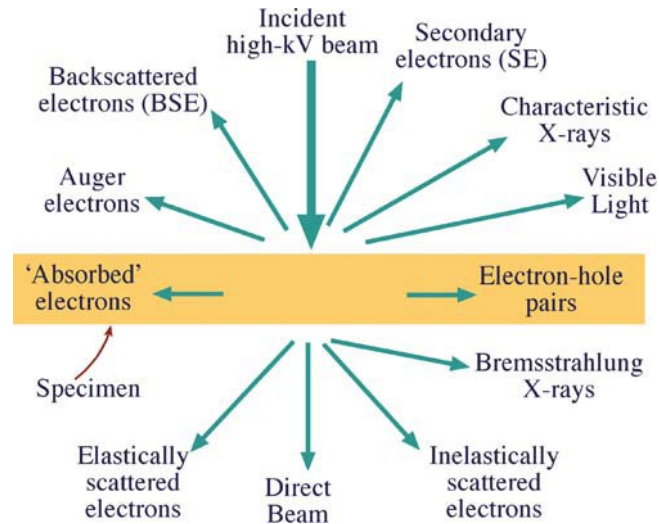 Incident
high-kV beam
Secondary
electrons (SE)
Backscattered
electrons (BSE)
Characteristic
X-rays
Auger
electrons
Visible
Light
‘Absorbed’
electrons
Electron-hole
pairs
Specimen
Bremsstrahlung
X-rays
Elastically
scattered
electrons
Direct
Beam
Inelastically
scattered
electrons